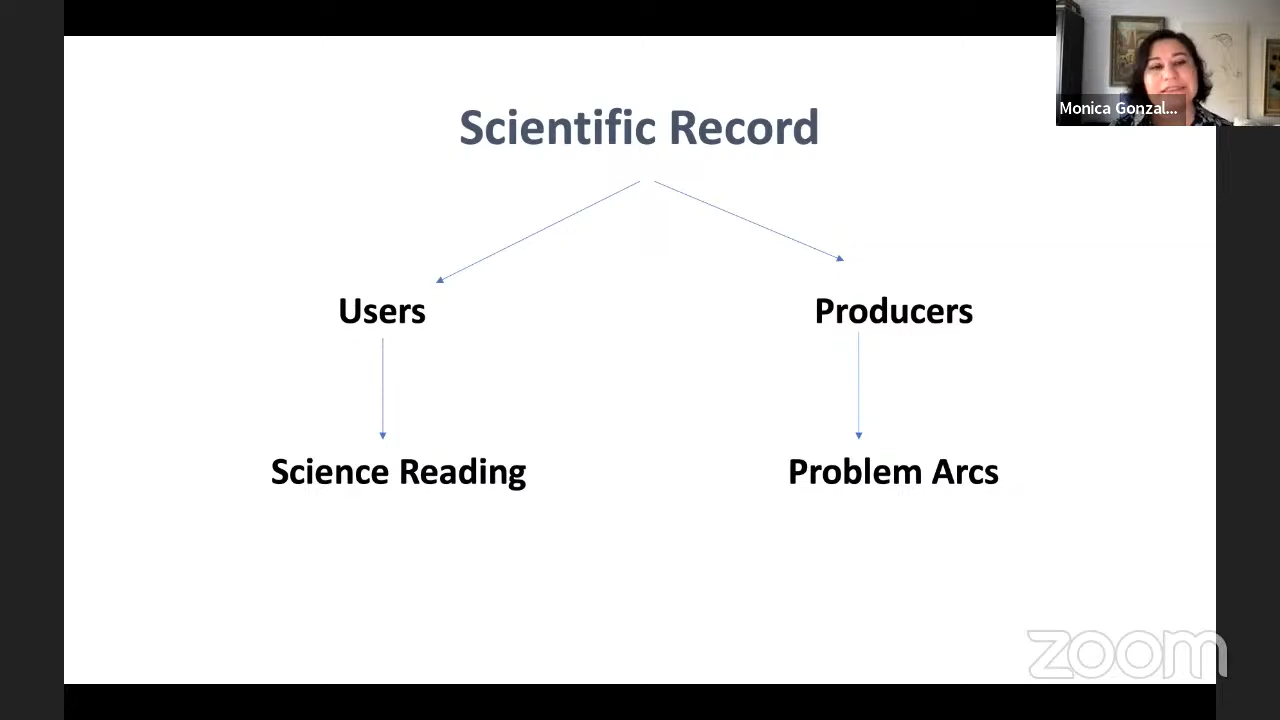 Scientific Record
Monica Gonzal...
Users
Producers
Science Reading
Problem Arcs
zoom